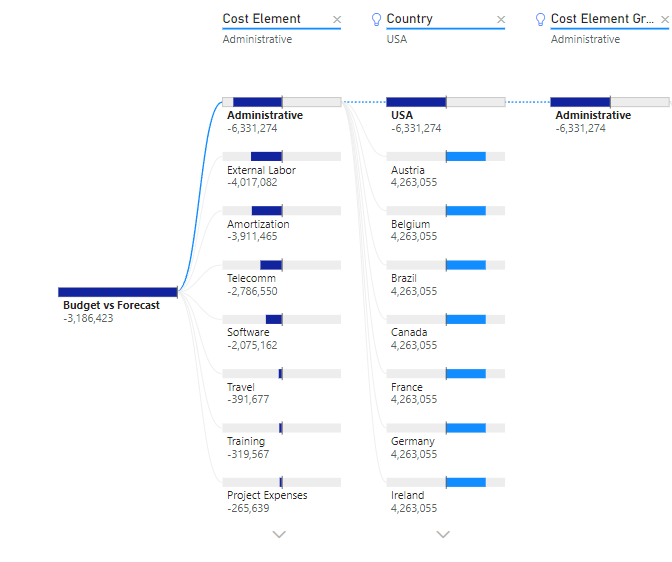 Cost Element
Administrative
Country
USA
Cost Element Gr...
Administrative
Budget vs Forecast
-3,186,423
Administrative
-6,331,274
External Labor
-4,017,082
Amortization
-3,911,465
Telecomm
-2,786,550
Software
-2,075,162
Travel
-391,677
Training
-319,567
Project Expenses
-265,639
USA
-6,331,274
Austria
4,263,055
Belgium
4,263,055
Brazil
4,263,055
Canada
4,263,055
France
4,263,055
Germany
4,263,055
Ireland
4,263,055
Administrative
-6,331,274